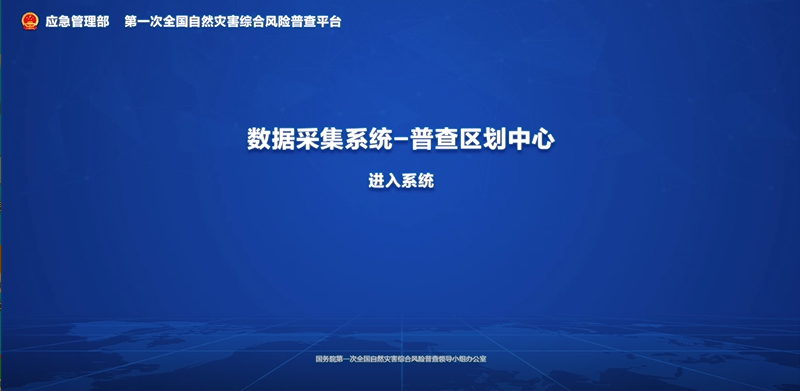 应急管理部 第一次全国自然灾害综合风险普查平台
数据采集系统–普查区划中心
进入系统
国务院第一次全国自然灾害综合风险普查领导小组办公室